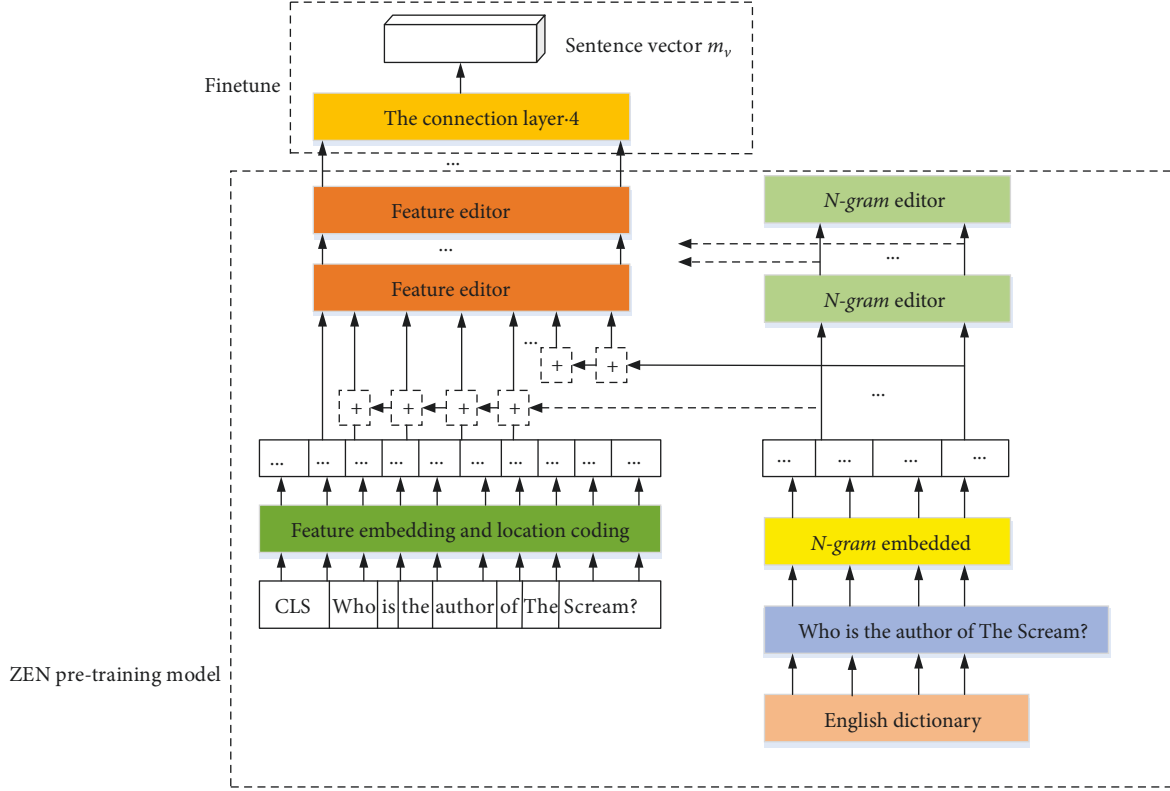 Sentence vector mv
Finetune
The connection layer·4
...
Feature editor
N-gram editor
...
...
Feature editor
N-gram editor
...
+ +
+ + + +
...
... ... ... ... ... ... ... ... ... ...
... ... ... ...
Feature embedding and location coding
N-gram embedded
CLS Who is the author of The Scream?
Who is the author of The Scream?
ZEN pre-training model
English dictionary